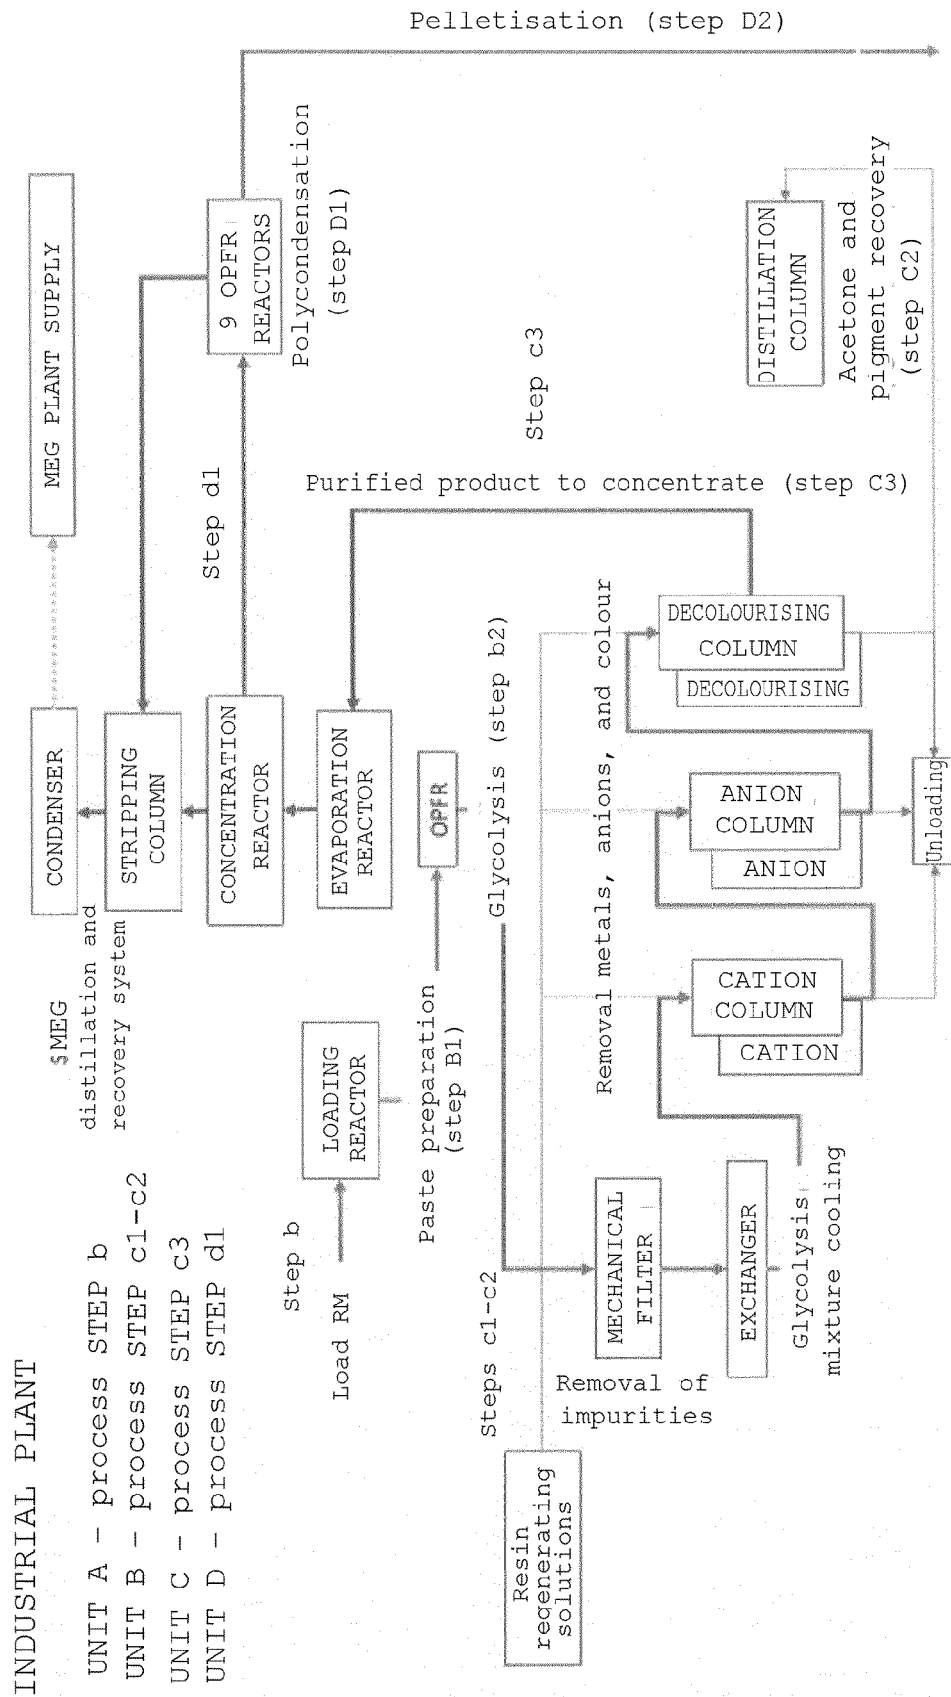 INDUSTRIAL PLANT
UNIT A - process STEP b
UNIT B - process STEP c1-c2
UNIT C - process STEP c3
UNIT D - process STEP d1
$MEG
distillation and
recovery system
CONDENSER
MEG PLANT SUPPLY
STRIPPING
COLUMN
Step d1
CONCENTRATION
REACTOR
9 OPFR
REACTORS
Polycondensation
(step D1)
Pelletisation (step D2)
Step b
Load RM
LOADING
REACTOR
EVAPORATION
REACTOR
Purified product to concentrate (step C3)
Paste preparation
(step B1)
OPFR
Glycolysis (step b2)
Step c3
Steps c1-c2
Resin
regenerating
solutions
Removal of
impurities
MECHANICAL
FILTER
Removal metals, anions, and colour
EXCHANGER
Glycolysis
mixture cooling
CATION
COLUMN
CATION
ANION
COLUMN
ANION
DECOLOURISING
COLUMN
DECOLOURISING
DISTILLATION
COLUMN
Acetone and
pigment recovery
(step C2)
Unloading